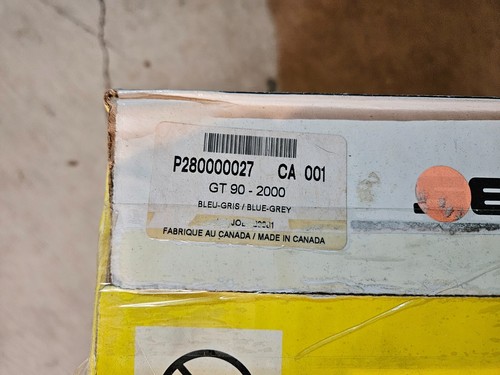 P280000027 CA 001
GT 90 - 2000
BLEU-GRIS / BLUE-GREY
FABRIQUE AU CANADA / MADE IN CANADA